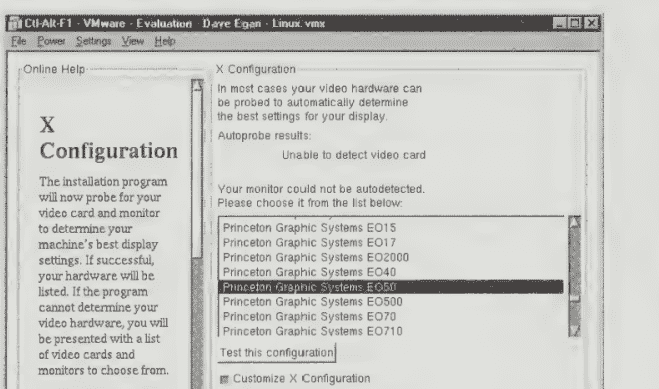 Ctl-Alt-F1 - VMware - Evaluation - Dave Egan - Linux.vmx
File Power Settings View Help
Online Help
X
Configuration
The installation program
will now probe for your
video card and monitor
to determine your
machine's best display
settings. If successful,
your hardware will be
listed. If the program
cannot determine your
video hardware, you will
be presented with a list
of video cards and
monitors to choose from.
X Configuration
In most cases your video hardware can
be probed to automatically determine
the best settings for your display.
Autoprobe results:
Unable to detect video card
Your monitor could not be autodetected.
Please choose it from the list below:
Princeton Graphic Systems EO15
Princeton Graphic Systems EO17
Princeton Graphic Systems EO2000
Princeton Graphic Systems EO40
Princeton Graphic Systems EO50
Princeton Graphic Systems EO500
Princeton Graphic Systems EO70
Princeton Graphic Systems EO710
Test this configuration
Customize X Configuration